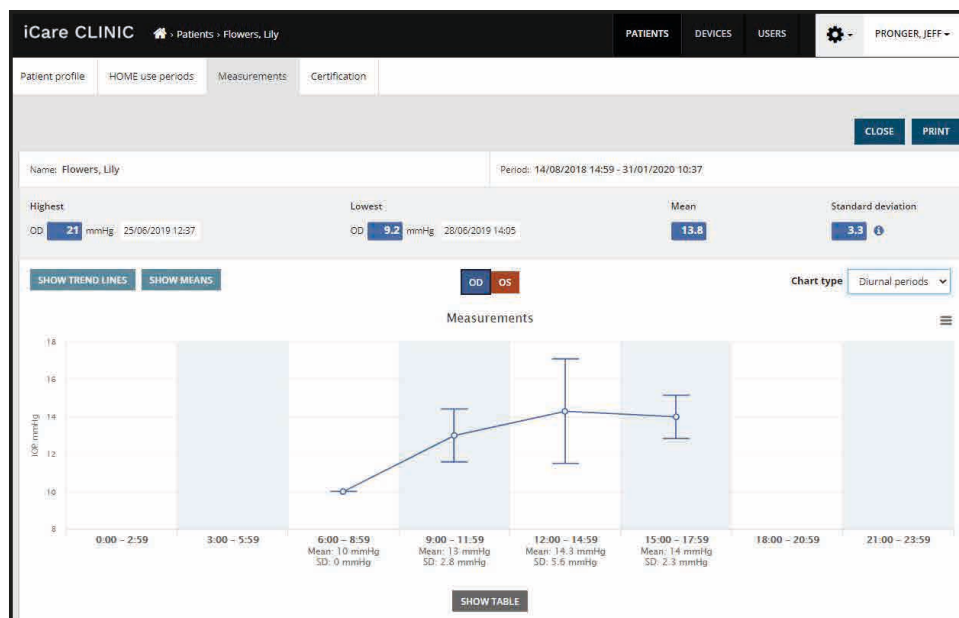 iCare CLINIC › Patients › Flowers, Lily PATIENTS DEVICES USERS PRONGER, JEFF
Patient profile HOME use periods Measurements Certification
CLOSE PRINT
Name: Flowers, Lily Period: 14/08/2018 14:59 - 31/01/2020 10:37
Highest Lowest Mean Standard deviation
OD 21 mmHg 25/06/2019 12:37 OD 9.2 mmHg 28/06/2019 14:05 13.8 3.3
SHOW TREND LINES SHOW MEANS OD OS Chart type Diurnal periods
Measurements
18
16
14
12
10
8
IOP, mmHg
0:00 – 2:59 3:00 – 5:59 6:00 – 8:59 9:00 – 11:59 12:00 – 14:59 15:00 – 17:59 18:00 – 20:59 21:00 – 23:59
Mean: 10 mmHg Mean: 13 mmHg Mean: 14.3 mmHg Mean: 14 mmHg
SD: 0 mmHg SD: 2.8 mmHg SD: 5.6 mmHg SD: 2.3 mmHg
SHOW TABLE